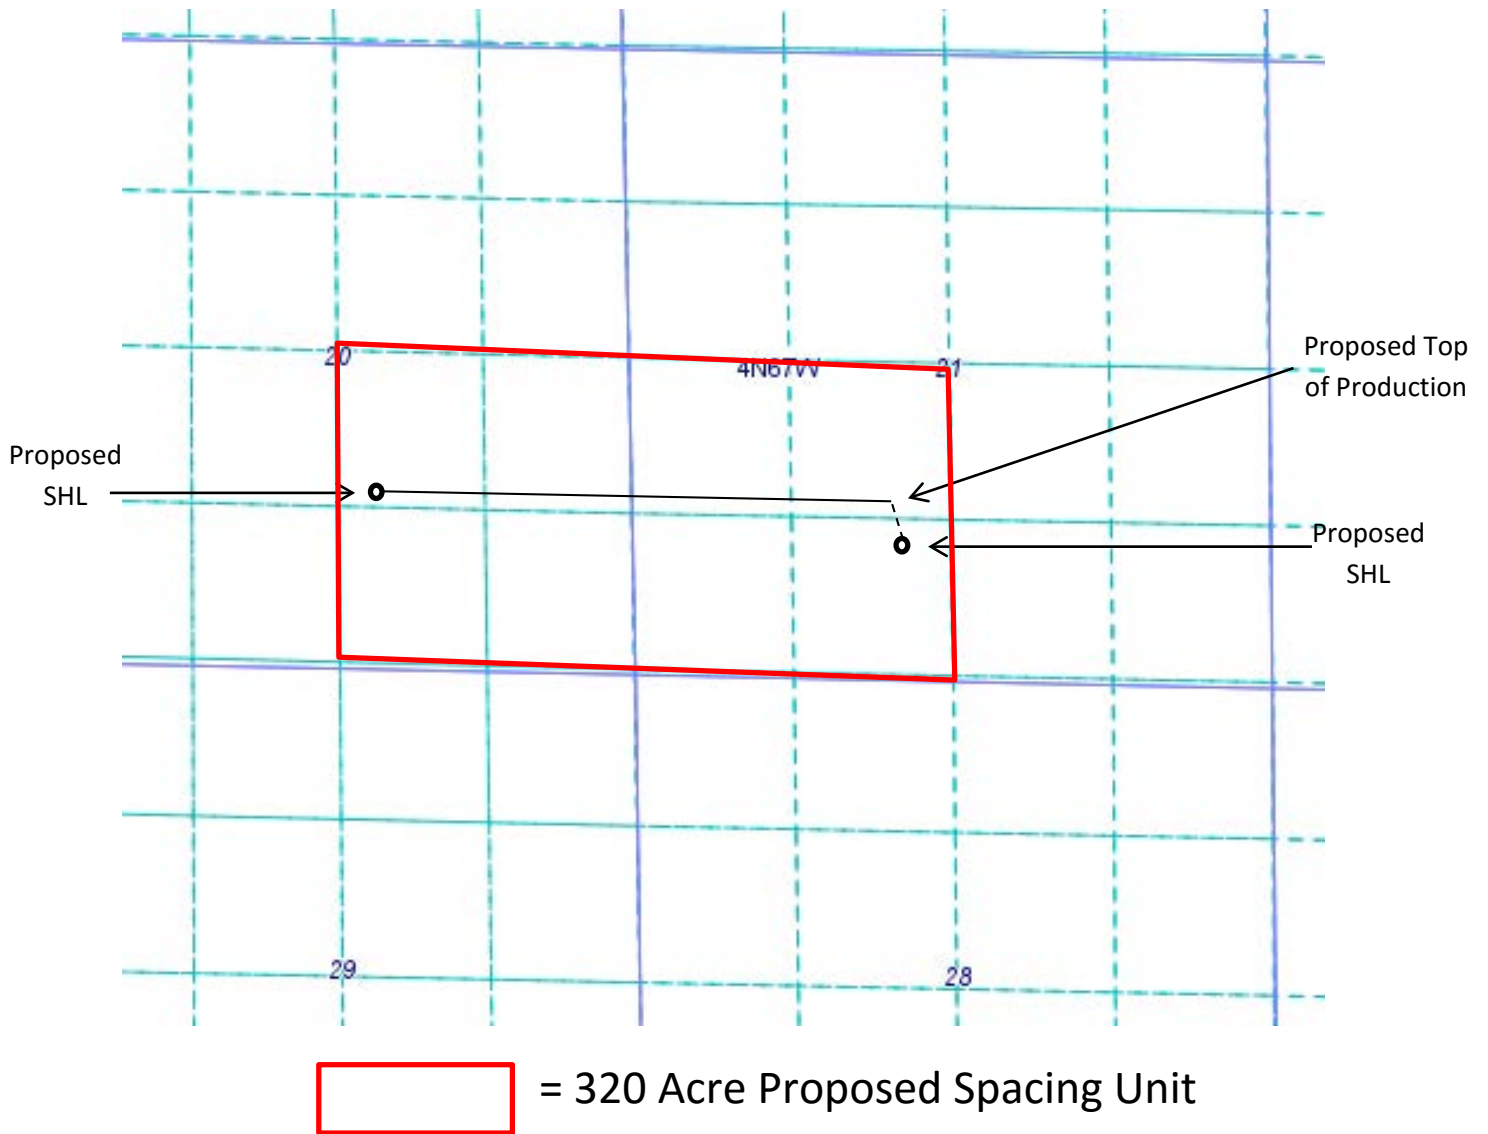 20
4N67W
21
Proposed Top
of Production
Proposed
SHL
Proposed
SHL
29
28
= 320 Acre Proposed Spacing Unit